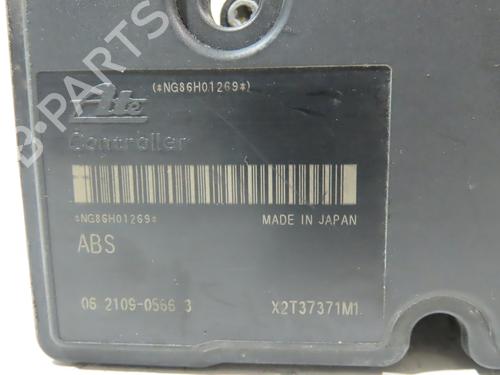 (*NG86H01269*)
Ate
Controller
*NG86H01269*
MADE IN JAPAN
ABS
06 2109-0566 3
X2T37371M1
B-PARTS